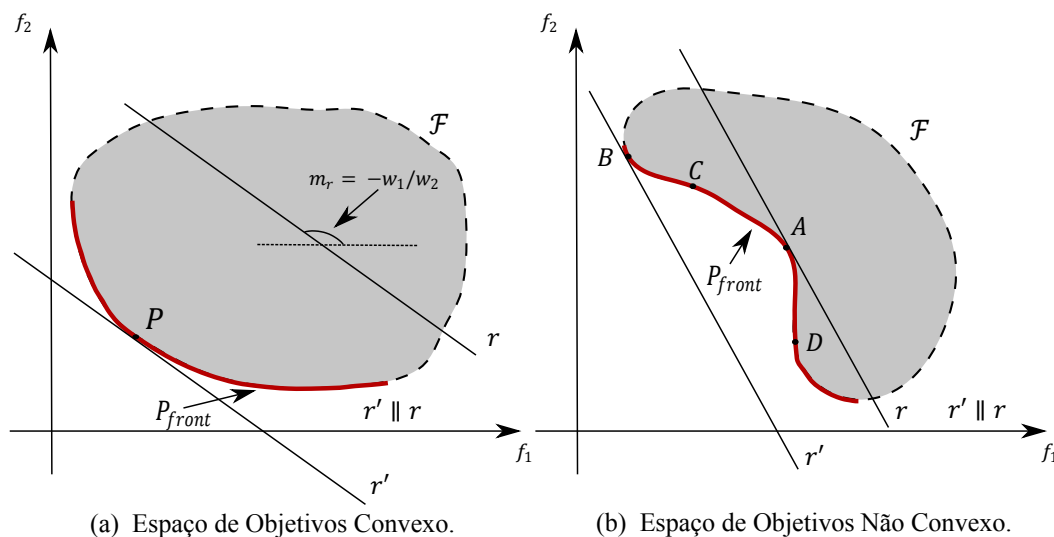 f₂
ℱ
m_r = −w₁/w₂
P
r
P_front
r′ ∥ r
f₁
r′
(a) Espaço de Objetivos Convexo.
f₂
ℱ
B
C
A
P_front
D
r
r′ ∥ r
r′
f₁
(b) Espaço de Objetivos Não Convexo.